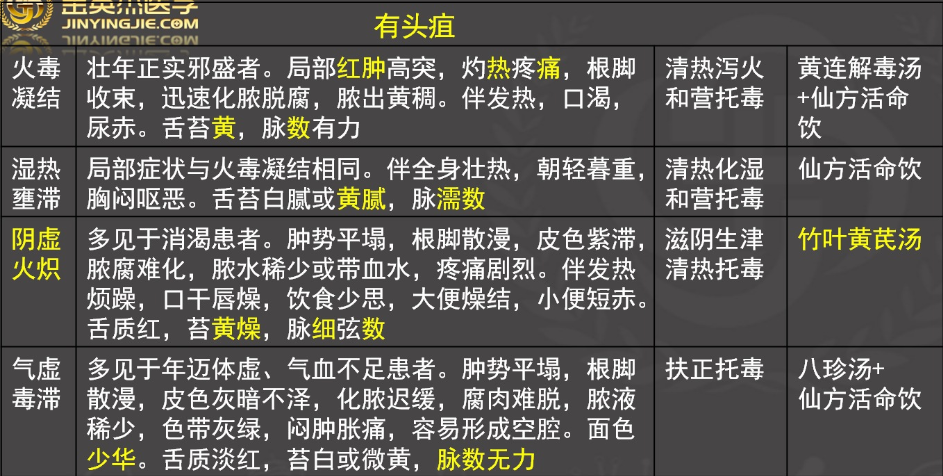 金英杰医学
JINYINGJIE.COM
有头疽
火毒
凝结
壮年正实邪盛者。局部红肿高突，灼热疼痛，根脚
收束，迅速化脓脱腐，脓出黄稠。伴发热，口渴，
尿赤。舌苔黄，脉数有力
清热泻火
和营托毒
黄连解毒汤
+仙方活命
饮
湿热
壅滞
局部症状与火毒凝结相同。伴全身壮热，朝轻暮重，
胸闷呕恶。舌苔白腻或黄腻，脉濡数
清热化湿
和营托毒
仙方活命饮
阴虚
火炽
多见于消渴患者。肿势平塌，根脚散漫，皮色紫滞，
脓腐难化，脓水稀少或带血水，疼痛剧烈。伴发热
烦躁，口干唇燥，饮食少思，大便燥结，小便短赤。
舌质红，苔黄燥，脉细弦数
滋阴生津
清热托毒
竹叶黄芪汤
气虚
毒滞
多见于年迈体虚、气血不足患者。肿势平塌，根脚
散漫，皮色灰暗不泽，化脓迟缓，腐肉难脱，脓液
稀少，色带灰绿，闷肿胀痛，容易形成空腔。面色
少华。舌质淡红，苔白或微黄，脉数无力
扶正托毒
八珍汤+
仙方活命饮